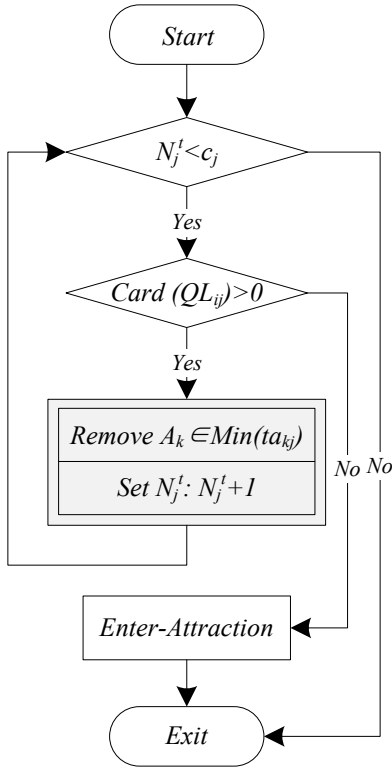 Start
N_j^t<c_j
Yes
Card (QL_ij)>0
Yes
Remove A_k ∈Min(ta_kj)
Set N_j^t: N_j^t+1
No No
Enter-Attraction
Exit